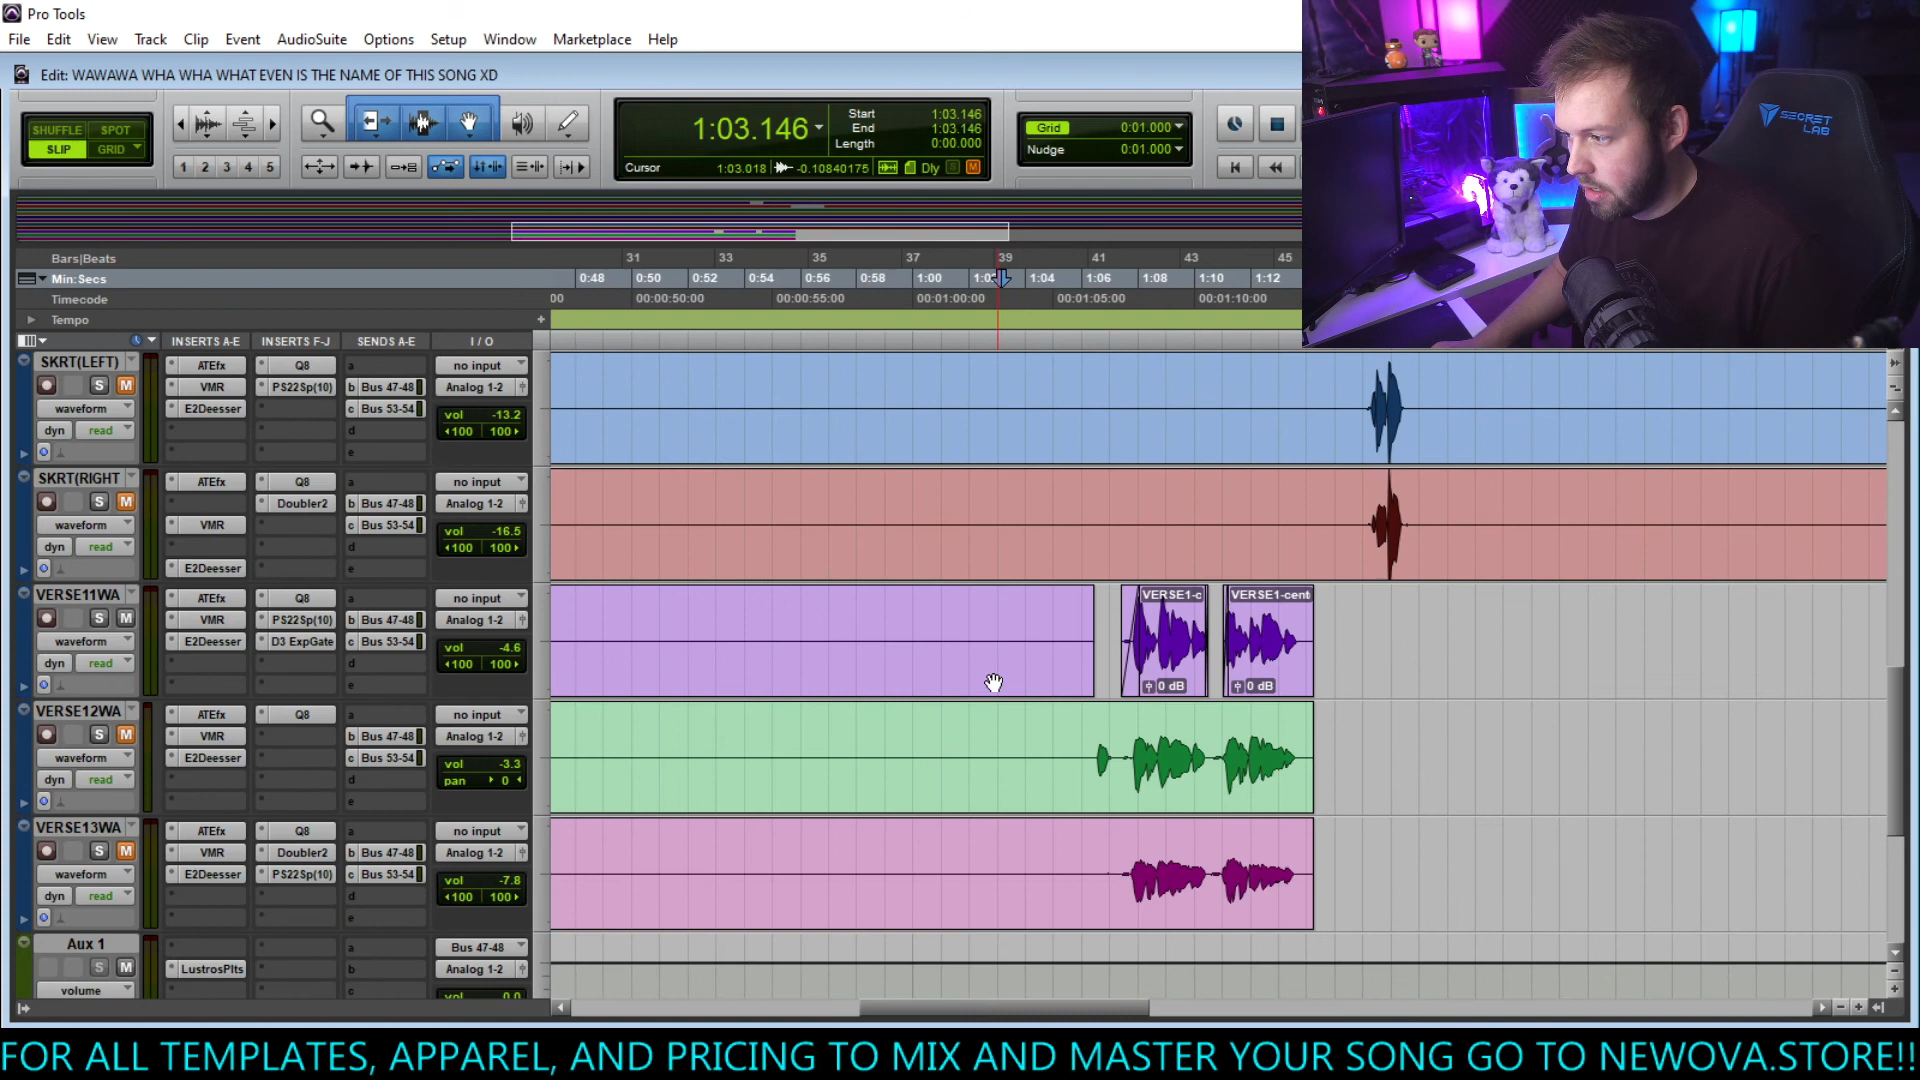 Pro Tools
File Edit View Track Clip Event AudioSuite Options Setup Window Marketplace Help
Edit: WAWAWA WHA WHA WHAT EVEN IS THE NAME OF THIS SONG XD
SHUFFLE SPOT
SLIP GRID
1 2 3 4 5
1:03.146
Start 1:03.146
End 1:03.146
Length 0:00.000
Cursor 1:03.018 -0.10840175 Dly S M
Grid 0:01.000
Nudge 0:01.000
SECRET LAB
Bars|Beats 31 33 35 37 39 41 43 45
Min:Secs 0:48 0:50 0:52 0:54 0:56 0:58 1:00 1:04 1:06 1:08 1:10 1:12
Timecode 00 00:00:50:00 00:00:55:00 00:01:00:00 00:01:05:00 00:01:10:00
Tempo
INSERTS A-E INSERTS F-J SENDS A-E I / O
SKRT(LEFT) ATEfx Q8 a no input
S M VMR PS22Sp(10) b Bus 47-48 Analog 1-2
waveform E2Deesser c Bus 53-54 vol -13.2
dyn read d 100 100
e
SKRT(RIGHT ATEfx Q8 a no input
S M Doubler2 b Bus 47-48 Analog 1-2
waveform VMR c Bus 53-54 vol -16.5
dyn read d 100 100
E2Deesser e
VERSE11WA ATEfx Q8 a no input VERSE1-c VERSE1-cent
S M VMR PS22Sp(10) b Bus 47-48 Analog 1-2
waveform E2Deesser D3 ExpGate c Bus 53-54 vol -4.6
dyn read d 100 100
e 0 dB 0 dB
VERSE12WA ATEfx Q8 a no input
S M VMR b Bus 47-48 Analog 1-2
waveform E2Deesser c Bus 53-54 vol -3.3
dyn read d pan 0
e
VERSE13WA ATEfx Q8 a no input
S M VMR Doubler2 b Bus 47-48 Analog 1-2
waveform E2Deesser PS22Sp(10) c Bus 53-54 vol -7.8
dyn read d 100 100
e
Aux 1 a Bus 47-48
S M LustrosPlts b Analog 1-2
volume c vol 0.0
FOR ALL TEMPLATES, APPAREL, AND PRICING TO MIX AND MASTER YOUR SONG GO TO NEWOVA.STORE!!